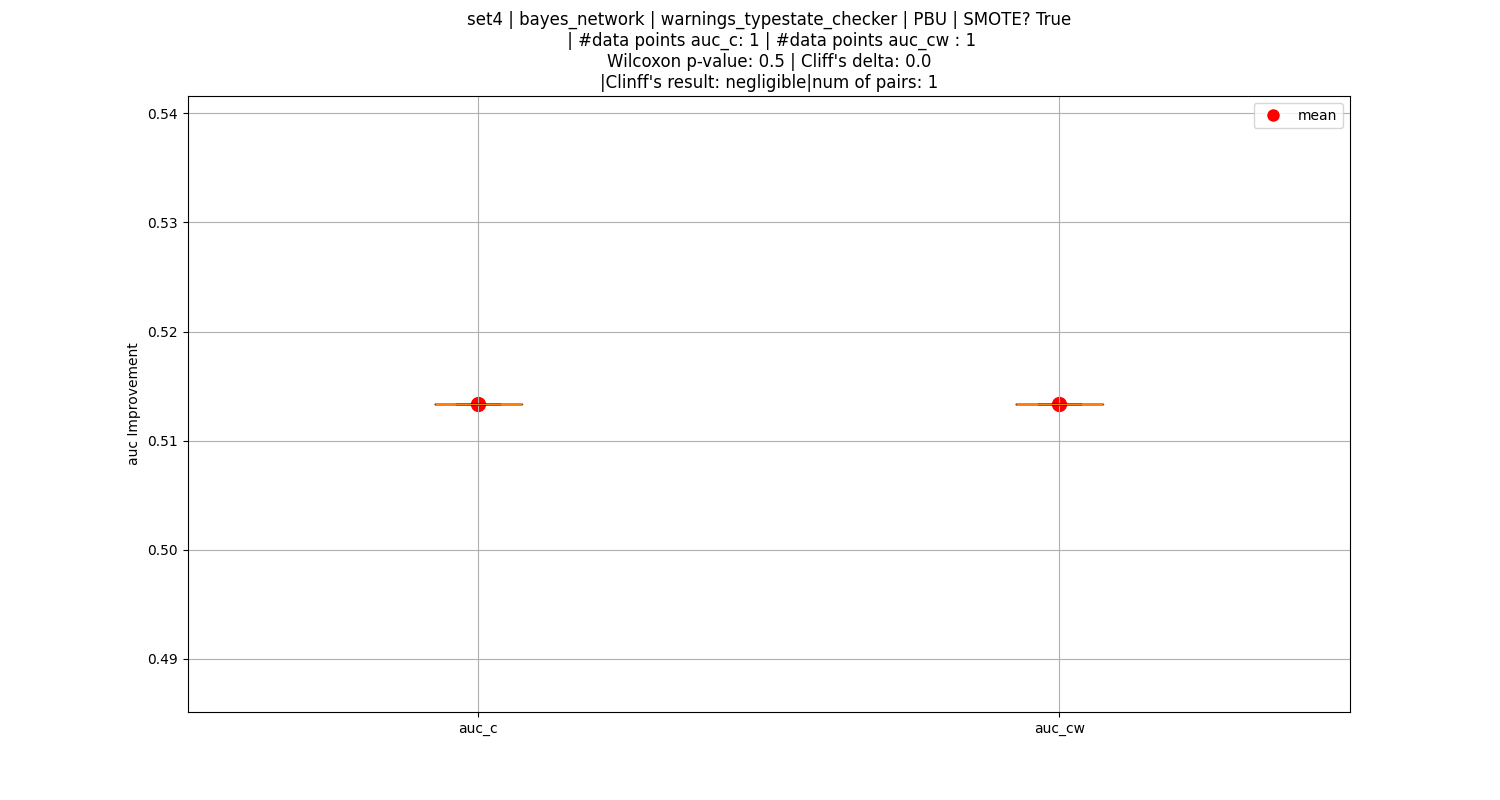 set4 | bayes_network | warnings_typestate_checker | PBU | SMOTE? True
| #data points auc_c: 1 | #data points auc_cw : 1
Wilcoxon p-value: 0.5 | Cliff's delta: 0.0
|Clinff's result: negligible|num of pairs: 1
mean
0.54
0.53
0.52
0.51
0.50
0.49
auc Improvement
auc_c
auc_cw